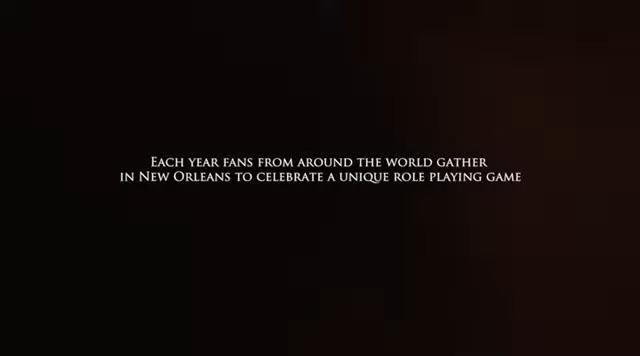 Each year fans from around the world gather
in New Orleans to celebrate a unique role playing game